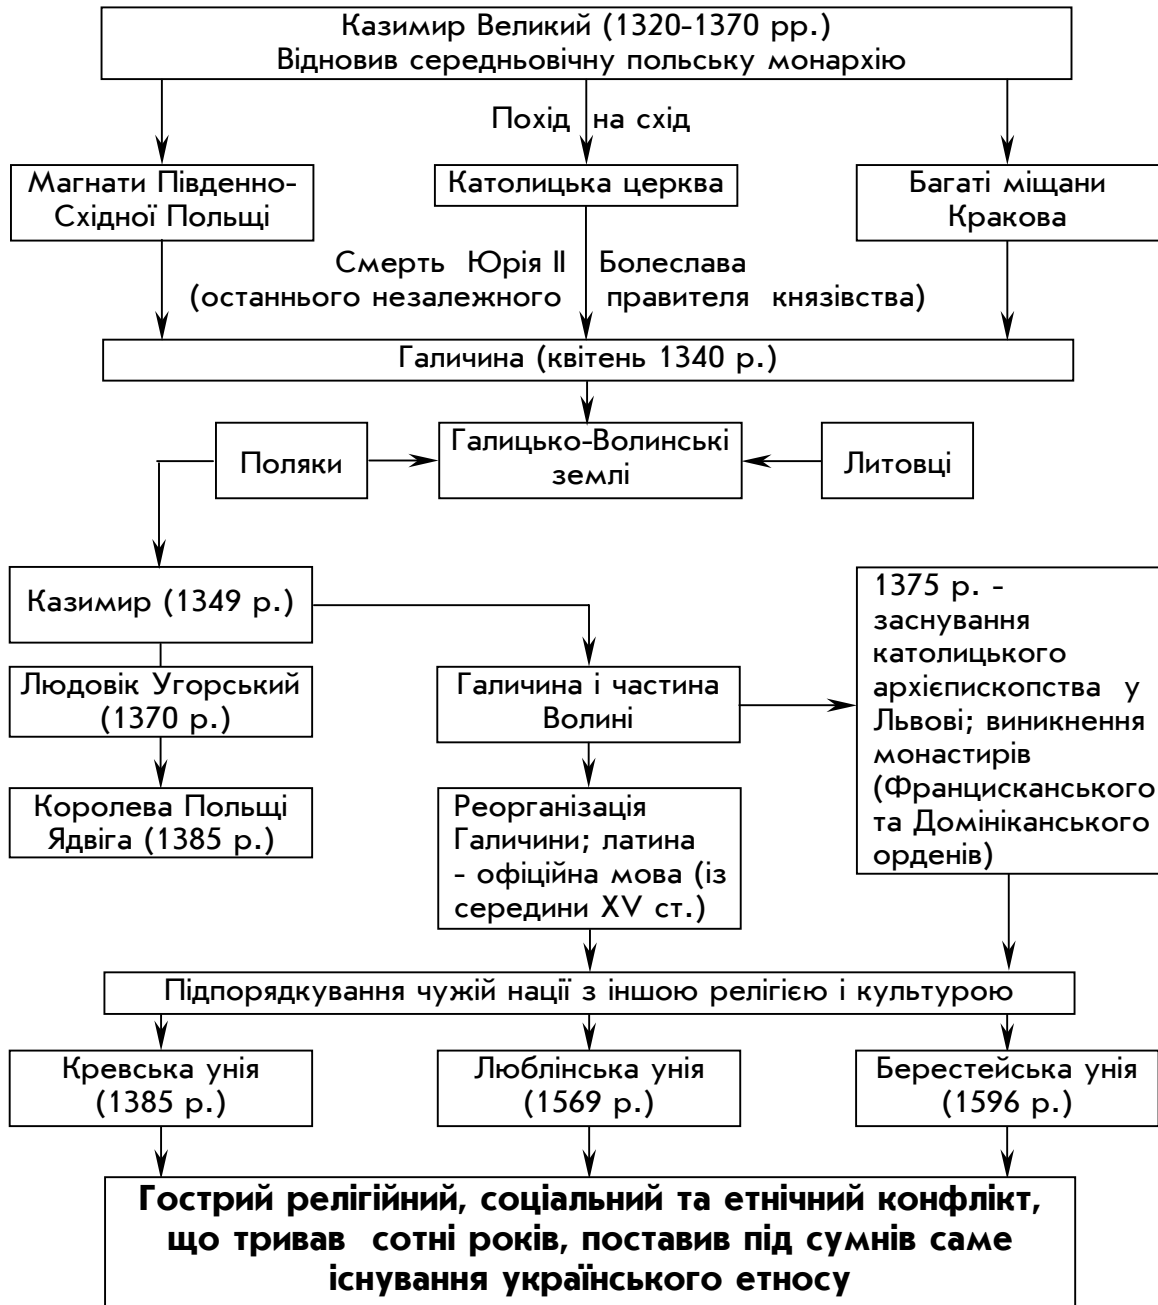 Казимир Великий (1320-1370 рр.)
Відновив середньовічну польську монархію
Похід на схід
Магнати Південно-
Східної Польщі
Католицька церква
Багаті міщани
Кракова
Смерть Юрія II Болеслава
(останнього незалежного правителя князівства)
Галичина (квітень 1340 р.)
Поляки
Галицько-Волинські
землі
Литовці
Казимир (1349 р.)
Людовік Угорський
(1370 р.)
Королева Польщі
Ядвіга (1385 р.)
Галичина і частина
Волині
Реорганізація
Галичини; латина
- офіційна мова (із
середини XV ст.)
1375 р. -
заснування
католицького
архієпископства у
Львові; виникнення
монастирів
(Францисканського
та Домініканського
орденів)
Підпорядкування чужій нації з іншою релігією і культурою
Кревська унія
(1385 р.)
Люблінська унія
(1569 р.)
Берестейська унія
(1596 р.)
Гострий релігійний, соціальний та етнічний конфлікт,
що тривав сотні років, поставив під сумнів саме
існування українського етносу